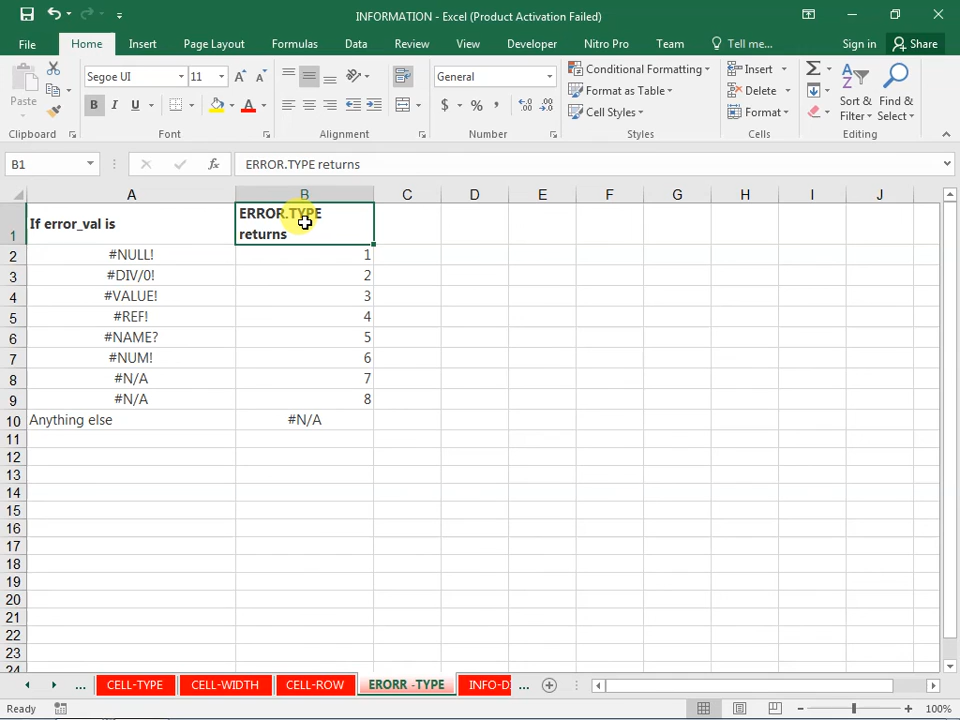 INFORMATION - Excel (Product Activation Failed)
File Home Insert Page Layout Formulas Data Review View Developer Nitro Pro Team Tell me... Sign in Share
Paste
Segoe UI 11 A A
General
Conditional Formatting
Insert
Format as Table
Delete
Sort & Filter
Find & Select
B I U A
$ % ,
Cell Styles
Format
Clipboard Font Alignment Number Styles Cells Editing
B1 fx ERROR.TYPE returns
A B C D E F G H I J
1 If error_val is ERROR.TYPE returns
2 #NULL! 1
3 #DIV/0! 2
4 #VALUE! 3
5 #REF! 4
6 #NAME? 5
7 #NUM! 6
8 #N/A 7
9 #N/A 8
10 Anything else #N/A
11
12
13
14
15
16
17
18
19
20
21
22
23
24
... CELL-TYPE CELL-WIDTH CELL-ROW ERORR -TYPE INFO-DI ...
Ready 100%